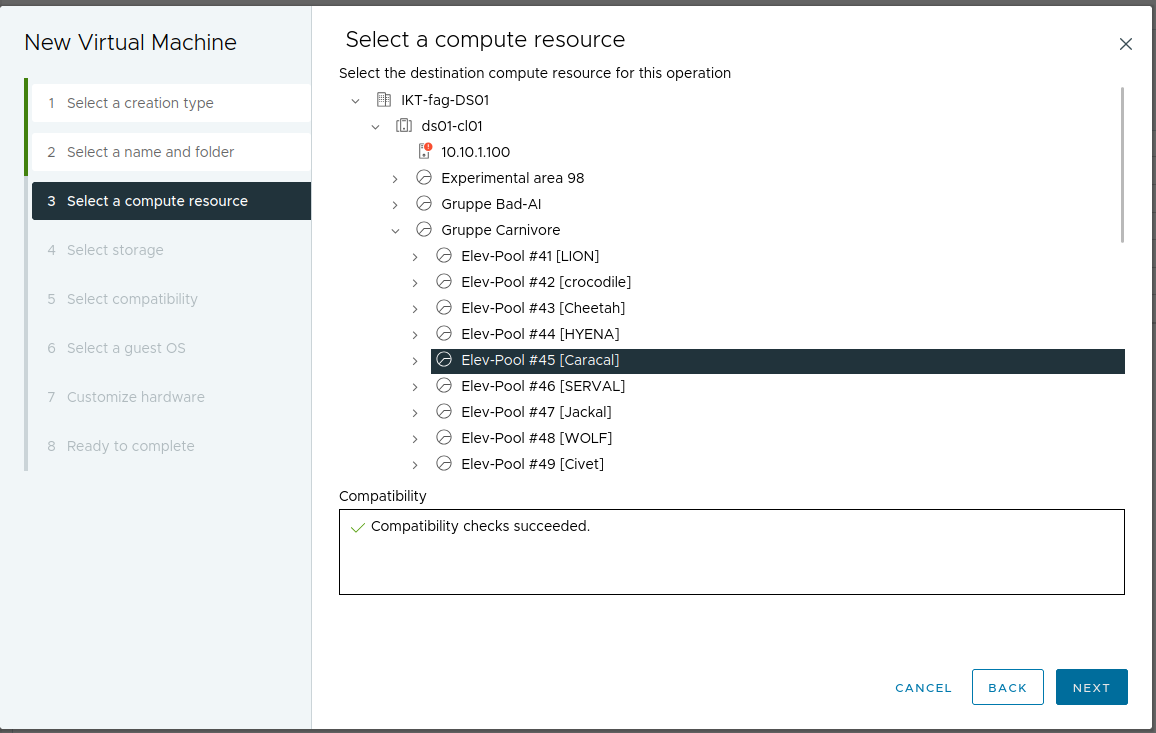 New Virtual Machine
1 Select a creation type
2 Select a name and folder
3 Select a compute resource
4 Select storage
5 Select compatibility
6 Select a guest OS
7 Customize hardware
8 Ready to complete
Select a compute resource
Select the destination compute resource for this operation
IKT-fag-DS01
ds01-cl01
10.10.1.100
Experimental area 98
Gruppe Bad-AI
Gruppe Carnivore
Elev-Pool #41 [LION]
Elev-Pool #42 [crocodile]
Elev-Pool #43 [Cheetah]
Elev-Pool #44 [HYENA]
Elev-Pool #45 [Caracal]
Elev-Pool #46 [SERVAL]
Elev-Pool #47 [Jackal]
Elev-Pool #48 [WOLF]
Elev-Pool #49 [Civet]
Compatibility
Compatibility checks succeeded.
CANCEL BACK NEXT